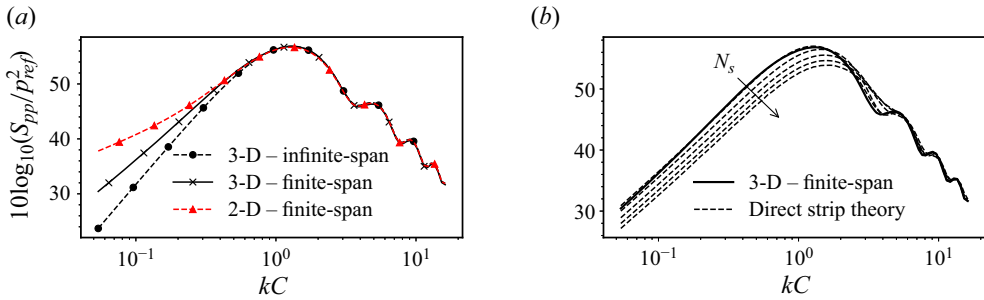 (a)
10log₁₀(Sₚₚ/p²ref)
50
40
30
10⁻¹
10⁰
10¹
kC
3-D – infinite-span
3-D – finite-span
2-D – finite-span
(b)
50
40
30
10⁻¹
10⁰
10¹
kC
Nₛ
3-D – finite-span
Direct strip theory